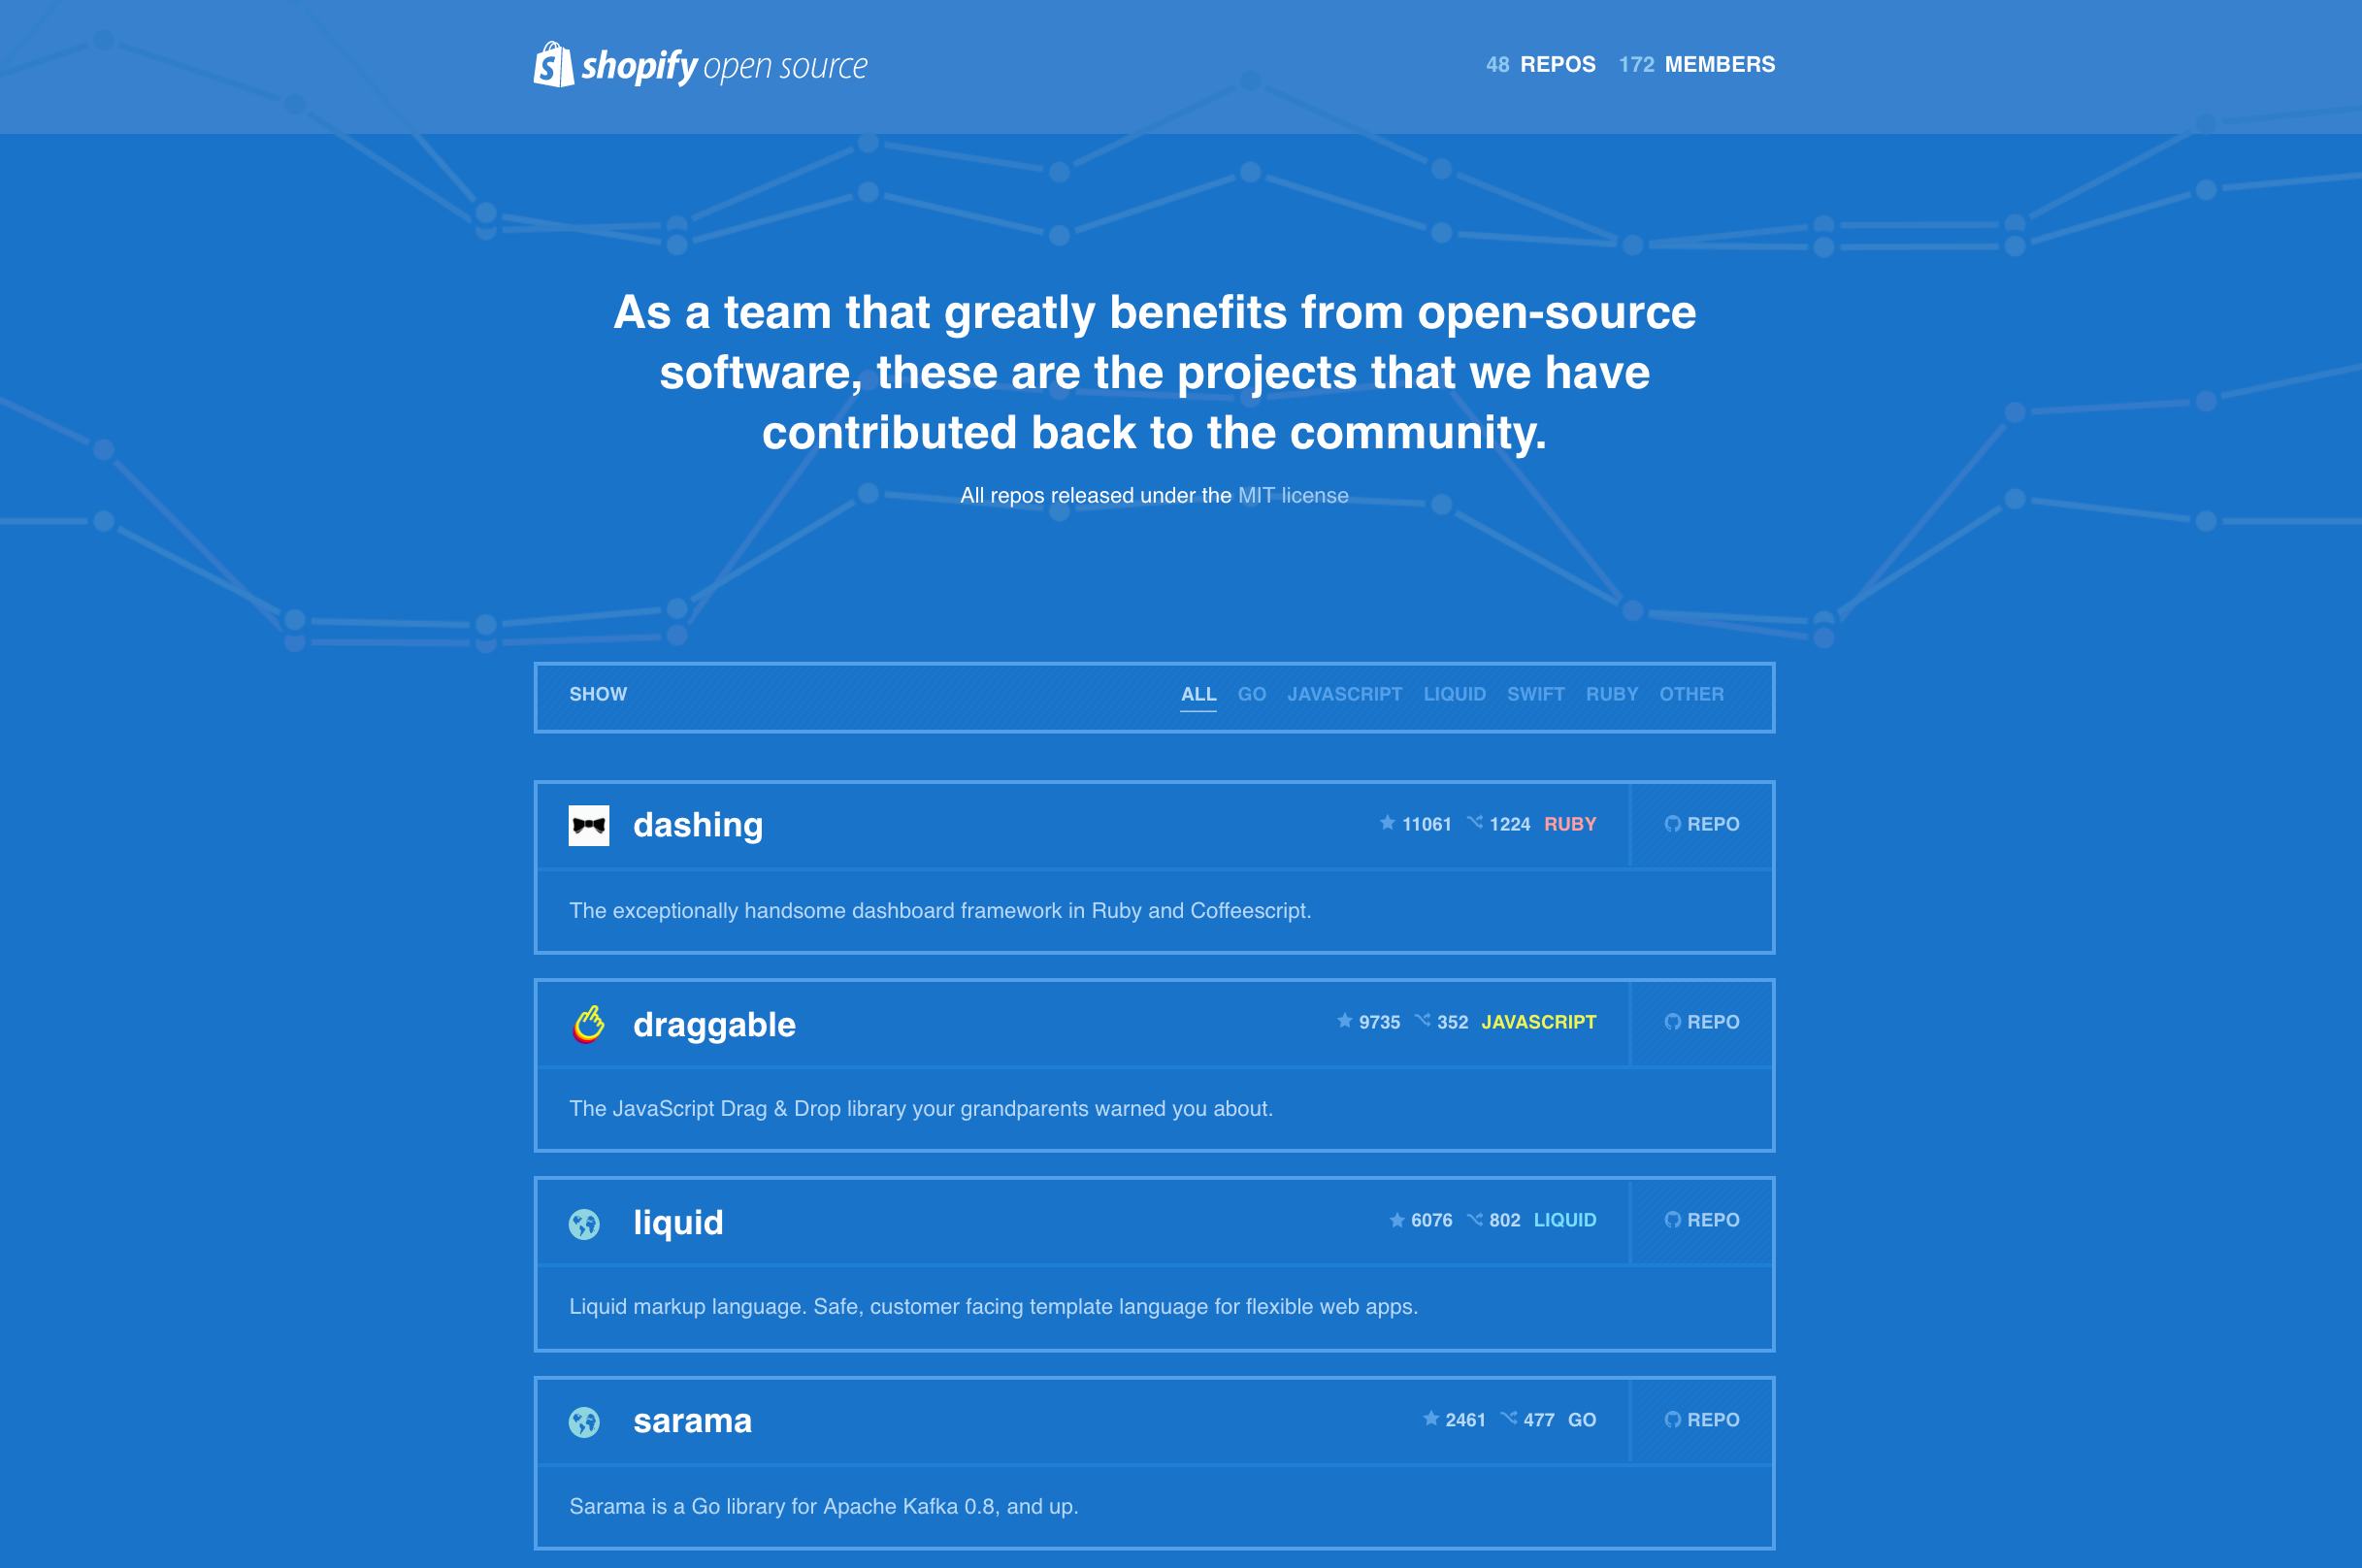 shopify open source
48 REPOS 172 MEMBERS
As a team that greatly benefits from open-source
software, these are the projects that we have
contributed back to the community.
All repos released under the MIT license
SHOW ALL GO JAVASCRIPT LIQUID SWIFT RUBY OTHER
dashing 11061 1224 RUBY REPO
The exceptionally handsome dashboard framework in Ruby and Coffeescript.
draggable 9735 352 JAVASCRIPT REPO
The JavaScript Drag & Drop library your grandparents warned you about.
liquid 6076 802 LIQUID REPO
Liquid markup language. Safe, customer facing template language for flexible web apps.
sarama 2461 477 GO REPO
Sarama is a Go library for Apache Kafka 0.8, and up.